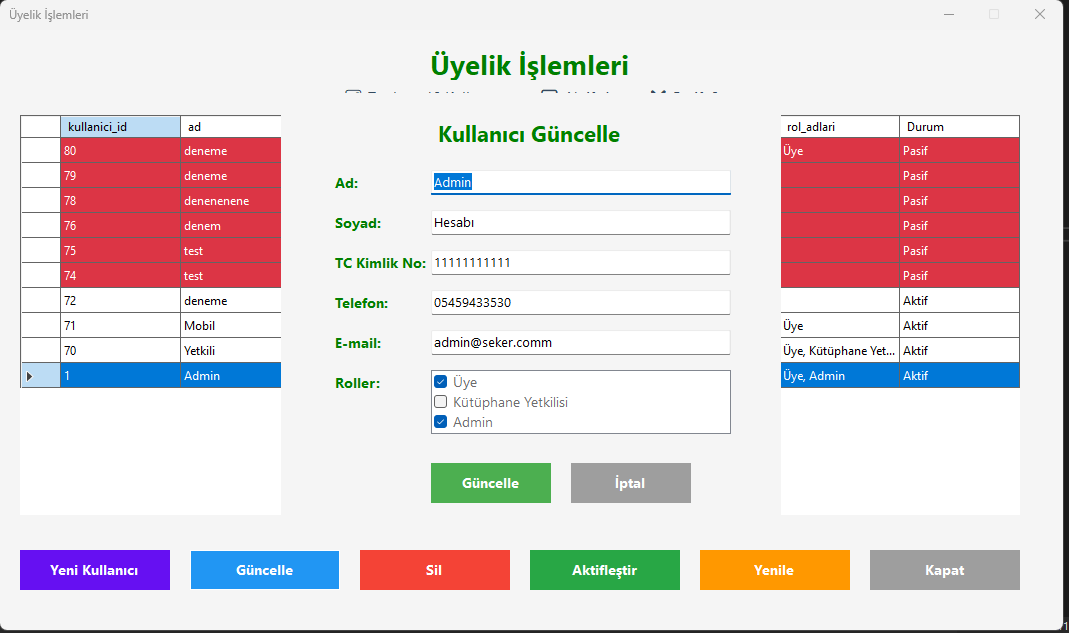 Üyelik İşlemleri
Üyelik İşlemleri
kullanici_id ad
80 deneme
79 deneme
78 denenenene
76 denem
75 test
74 test
72 deneme
71 Mobil
70 Yetkili
1 Admin
Kullanıcı Güncelle
Ad: Admin
Soyad: Hesabı
TC Kimlik No: 11111111111
Telefon: 05459433530
E-mail: admin@seker.comm
Roller: Üye
Kütüphane Yetkilisi
Admin
Güncelle İptal
rol_adlari Durum
Üye Pasif
Pasif
Pasif
Pasif
Pasif
Pasif
Aktif
Üye Aktif
Üye, Kütüphane Yet... Aktif
Üye, Admin Aktif
Yeni Kullanıcı Güncelle Sil Aktifleştir Yenile Kapat